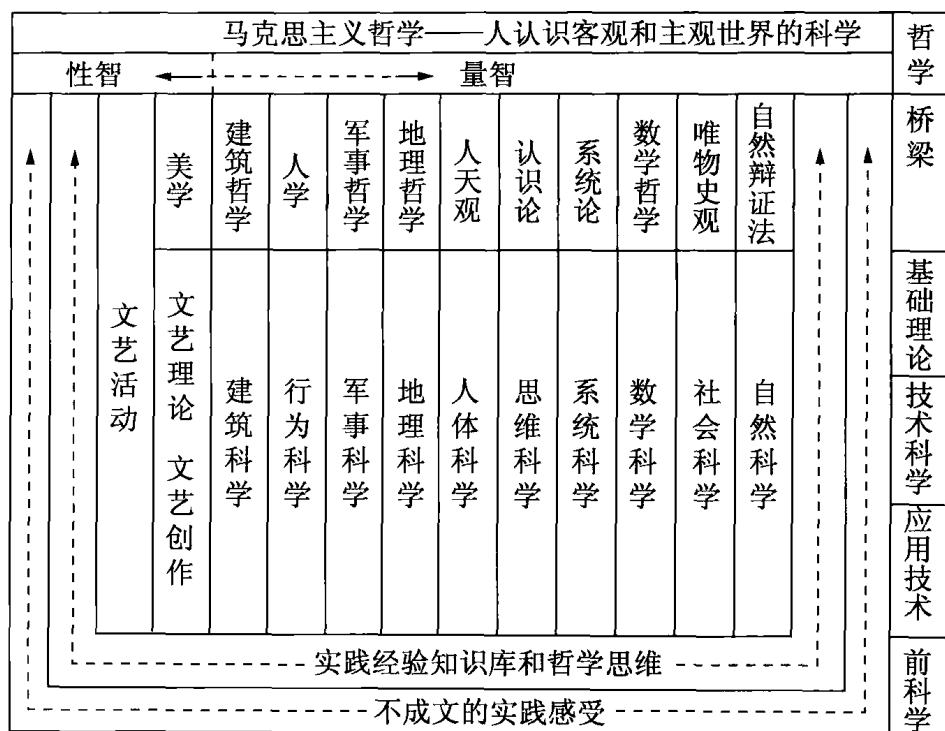 马克思主义哲学——人认识客观和主观世界的科学
哲学
性智
量智
桥梁
美学
建筑哲学
人学
军事哲学
地理哲学
人天观
认识论
系统论
数学哲学
唯物史观
自然辩证法
基础理论
技术科学
应用技术
文艺活动
文艺理论 文艺创作
建筑科学
行为科学
军事科学
地理科学
人体科学
思维科学
系统科学
数学科学
社会科学
自然科学
实践经验知识库和哲学思维
前科学
不成文的实践感受